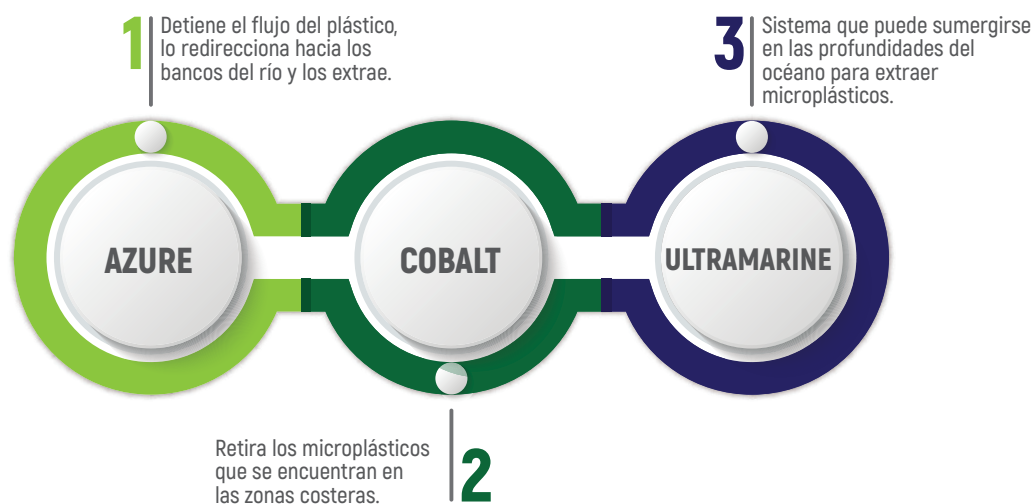 1
Detiene el flujo del plástico,
lo redirecciona hacia los
bancos del río y los extrae.
3
Sistema que puede sumergirse
en las profundidades del
océano para extraer
microplásticos.
AZURE
COBALT
ULTRAMARINE
Retira los microplásticos
que se encuentran en
las zonas costeras.
2